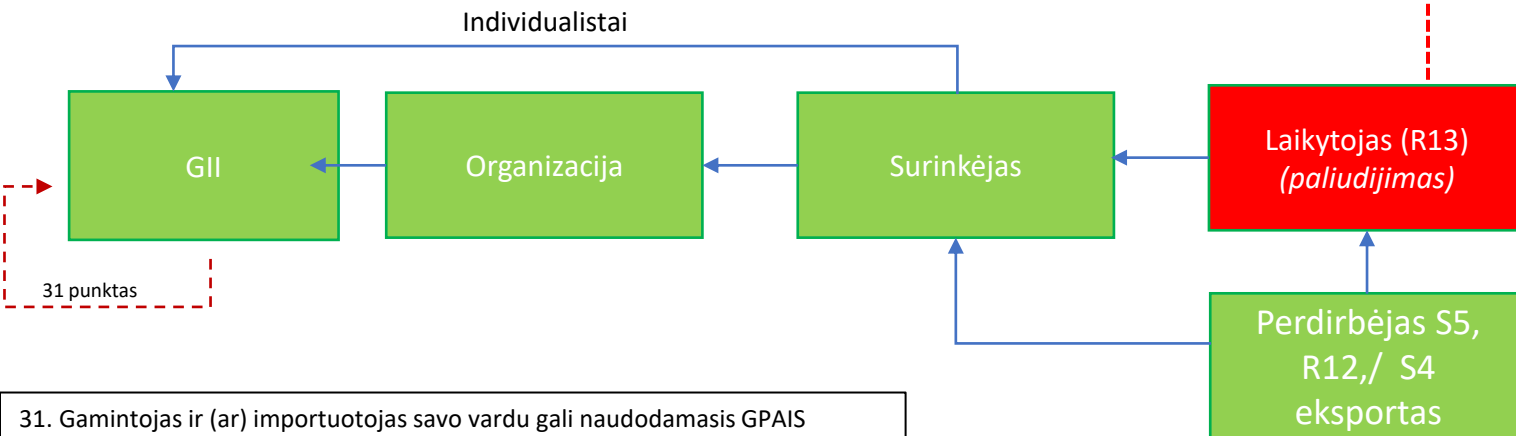 Individualistai
GII
Organizacija
Surinkėjas
Laikytojas (R13)
(paliudijimas)
31 punktas
Perdirbėjas S5,
R12,/ S4
eksportas
31. Gamintojas ir (ar) importuotojas savo vardu gali naudodamasis GPAIS